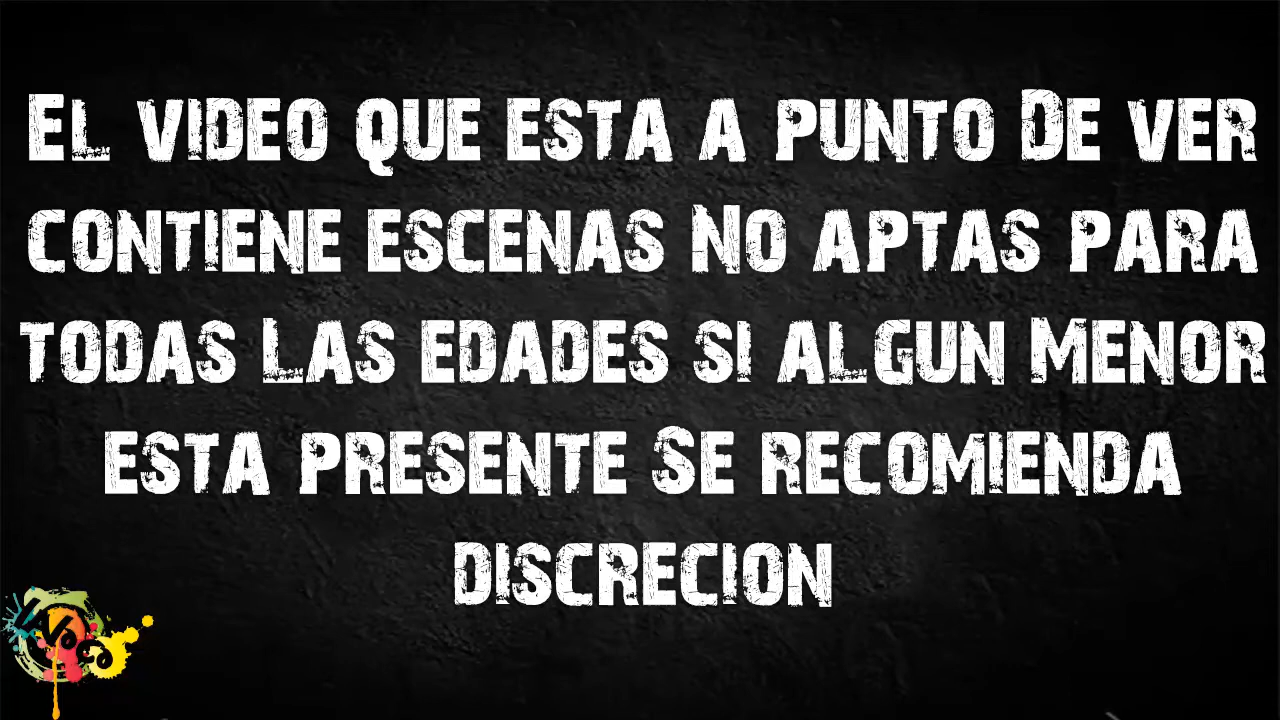 El video que esta a punto De ver
contiene escenas No aptas para
todas Las edades si alGun Menor
esta presente Se recomienda
discrecion